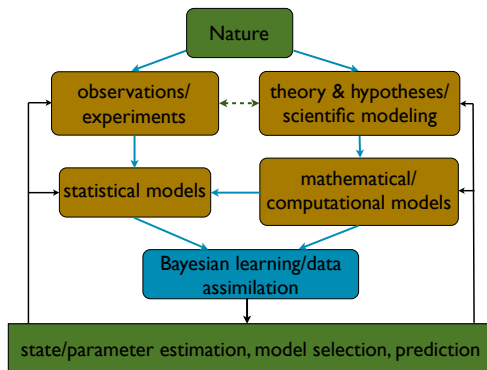 Nature
observations/
experiments
theory & hypotheses/
scientific modeling
statistical models
mathematical/
computational models
Bayesian learning/data
assimilation
state/parameter estimation, model selection, prediction